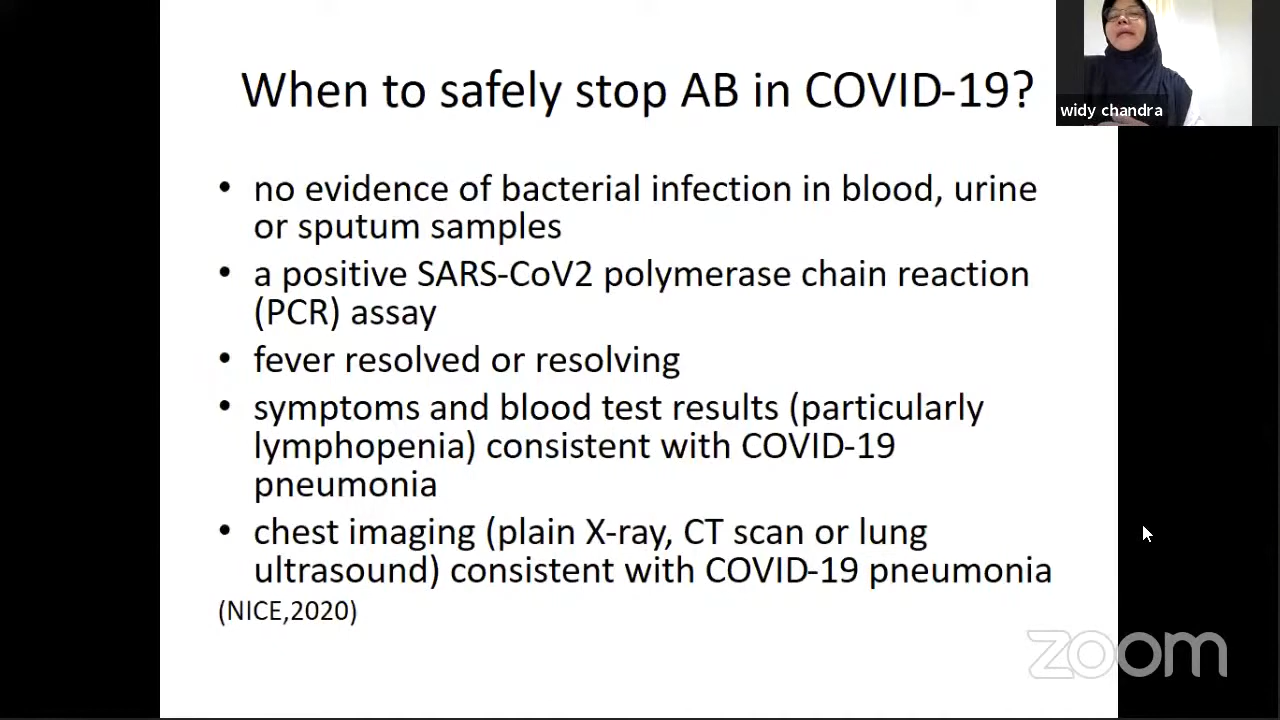 When to safely stop AB in COVID-19?
widy chandra
• no evidence of bacterial infection in blood, urine
or sputum samples
• a positive SARS-CoV2 polymerase chain reaction
(PCR) assay
• fever resolved or resolving
• symptoms and blood test results (particularly
lymphopenia) consistent with COVID-19
pneumonia
• chest imaging (plain X-ray, CT scan or lung
ultrasound) consistent with COVID-19 pneumonia
(NICE,2020)
zoom